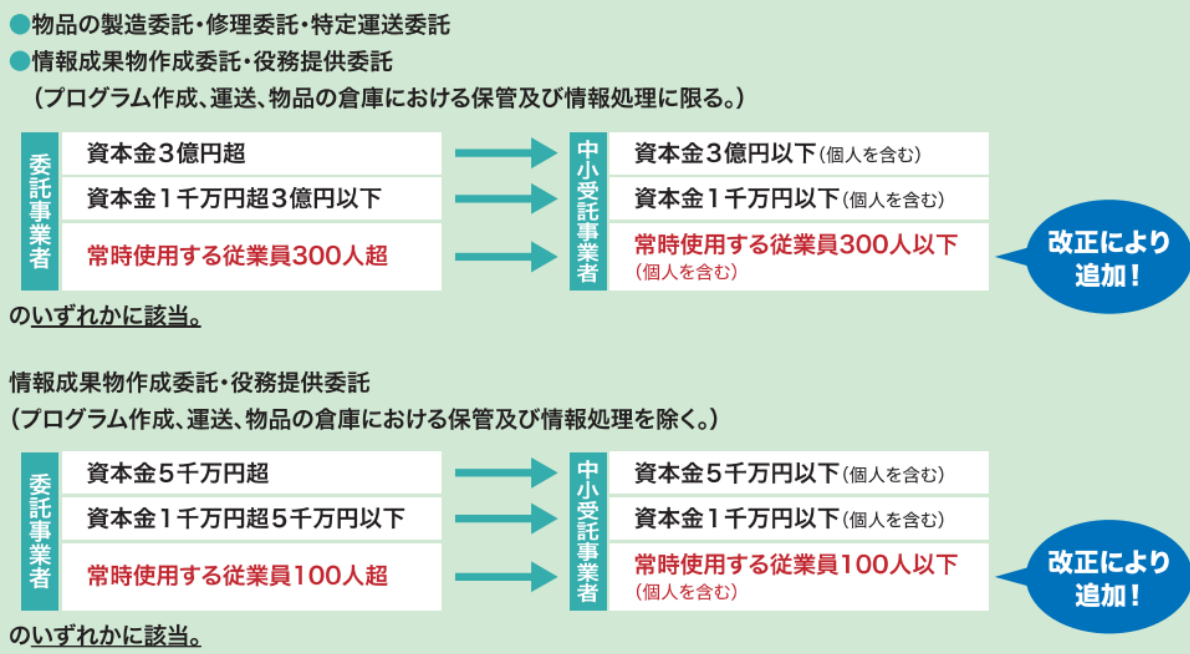 ●物品の製造委託・修理委託・特定運送委託
●情報成果物作成委託・役務提供委託
（プログラム作成、運送、物品の倉庫における保管及び情報処理に限る。）
委託事業者
資本金3億円超
資本金1千万円超3億円以下
常時使用する従業員300人超
中小受託事業者
資本金3億円以下（個人を含む）
資本金1千万円以下（個人を含む）
常時使用する従業員300人以下
（個人を含む）
改正により
追加！
のいずれかに該当。
情報成果物作成委託・役務提供委託
（プログラム作成、運送、物品の倉庫における保管及び情報処理を除く。）
委託事業者
資本金5千万円超
資本金1千万円超5千万円以下
常時使用する従業員100人超
中小受託事業者
資本金5千万円以下（個人を含む）
資本金1千万円以下（個人を含む）
常時使用する従業員100人以下
（個人を含む）
改正により
追加！
のいずれかに該当。